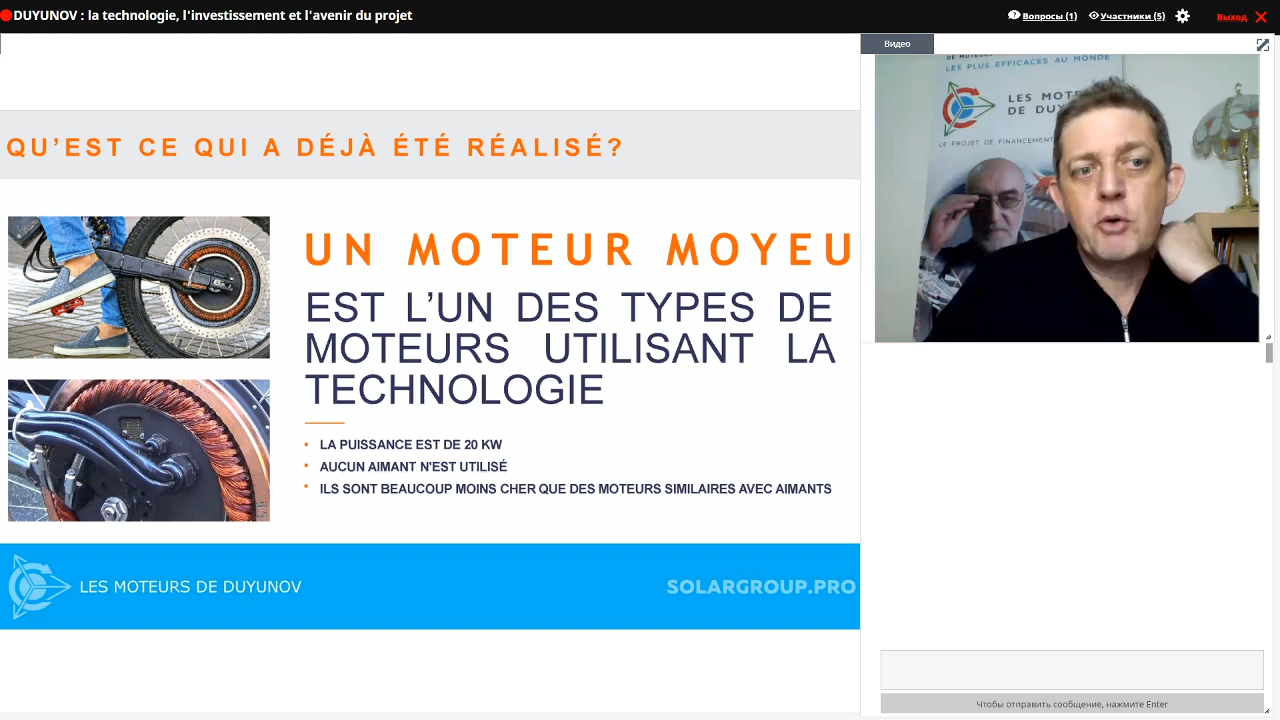 DUYUNOV : la technologie, l'investissement et l'avenir du projet
Вопросы (1)
Участники (5)
Выход
Видео
QU'EST CE QUI A DÉJÀ ÉTÉ RÉALISÉ?
UN MOTEUR MOYEU
EST L'UN DES TYPES DE
MOTEURS UTILISANT LA
TECHNOLOGIE
• LA PUISSANCE EST DE 20 KW
• AUCUN AIMANT N'EST UTILISÉ
• ILS SONT BEAUCOUP MOINS CHER QUE DES MOTEURS SIMILAIRES AVEC AIMANTS
LES MOTEURS DE DUYUNOV
SOLARGROUP.PRO
DE MOTEURS
LES PLUS EFFICACES AU MONDE
LES MOT
DE DUY
LE PROJET DE FINANCEMENT
Чтобы отправить сообщение, нажмите Enter